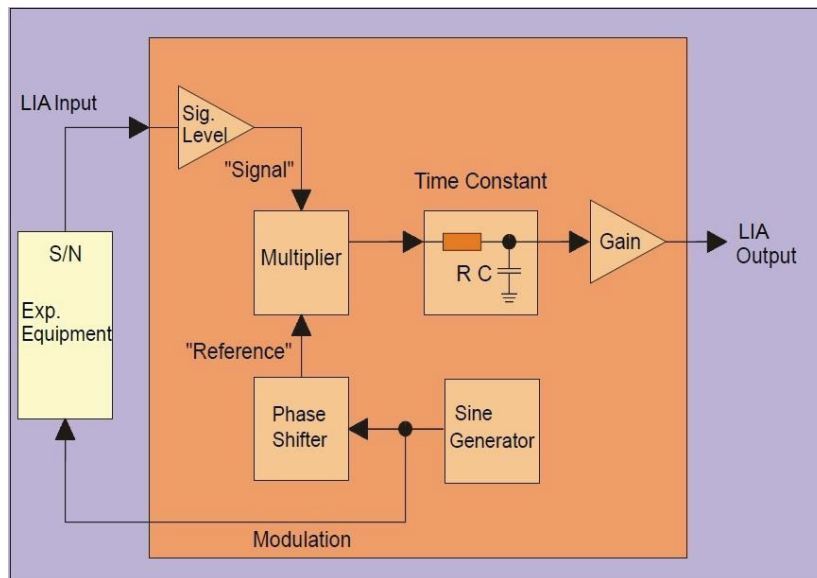 LIA Input
Sig.
Level
"Signal"
Time Constant
S/N
Exp.
Equipment
Multiplier
R C
Gain
LIA
Output
"Reference"
Phase
Shifter
Sine
Generator
Modulation